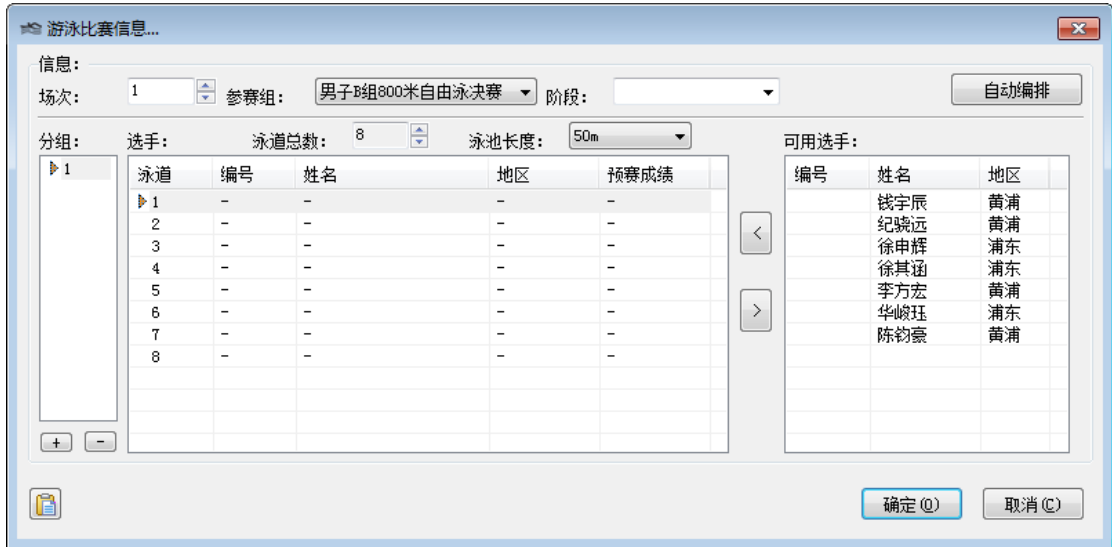 游泳比赛信息...
信息:
场次: 1 参赛组: 男子B组800米自由泳决赛 阶段: 自动编排
分组: 选手: 泳道总数: 8 泳池长度: 50m 可用选手:
1
泳道 编号 姓名 地区 预赛成绩
1 - - - -
2 - - - -
3 - - - -
4 - - - -
5 - - - -
6 - - - -
7 - - - -
8 - - - -
< 
>
编号 姓名 地区
钱宇辰 黄浦
纪骁远 黄浦
徐申辉 浦东
徐其涵 浦东
李方宏 黄浦
华峻珏 浦东
陈钧豪 黄浦
+ -
确定(O) 取消(C)